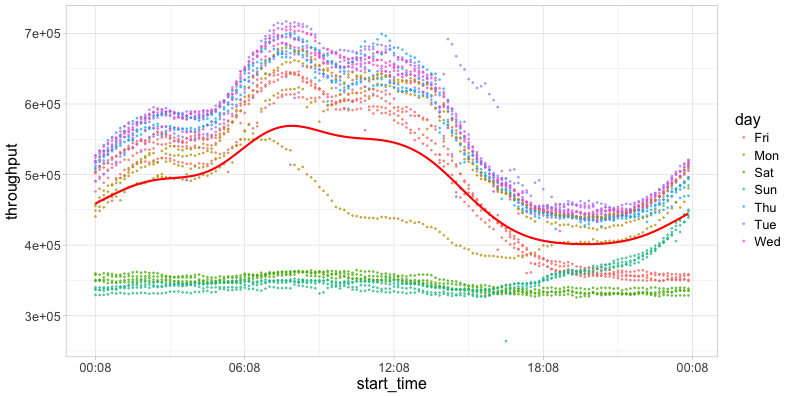 7e+05
6e+05
5e+05
4e+05
3e+05
throughput
00:08 06:08 12:08 18:08 00:08
start_time
day
Fri
Mon
Sat
Sun
Thu
Tue
Wed